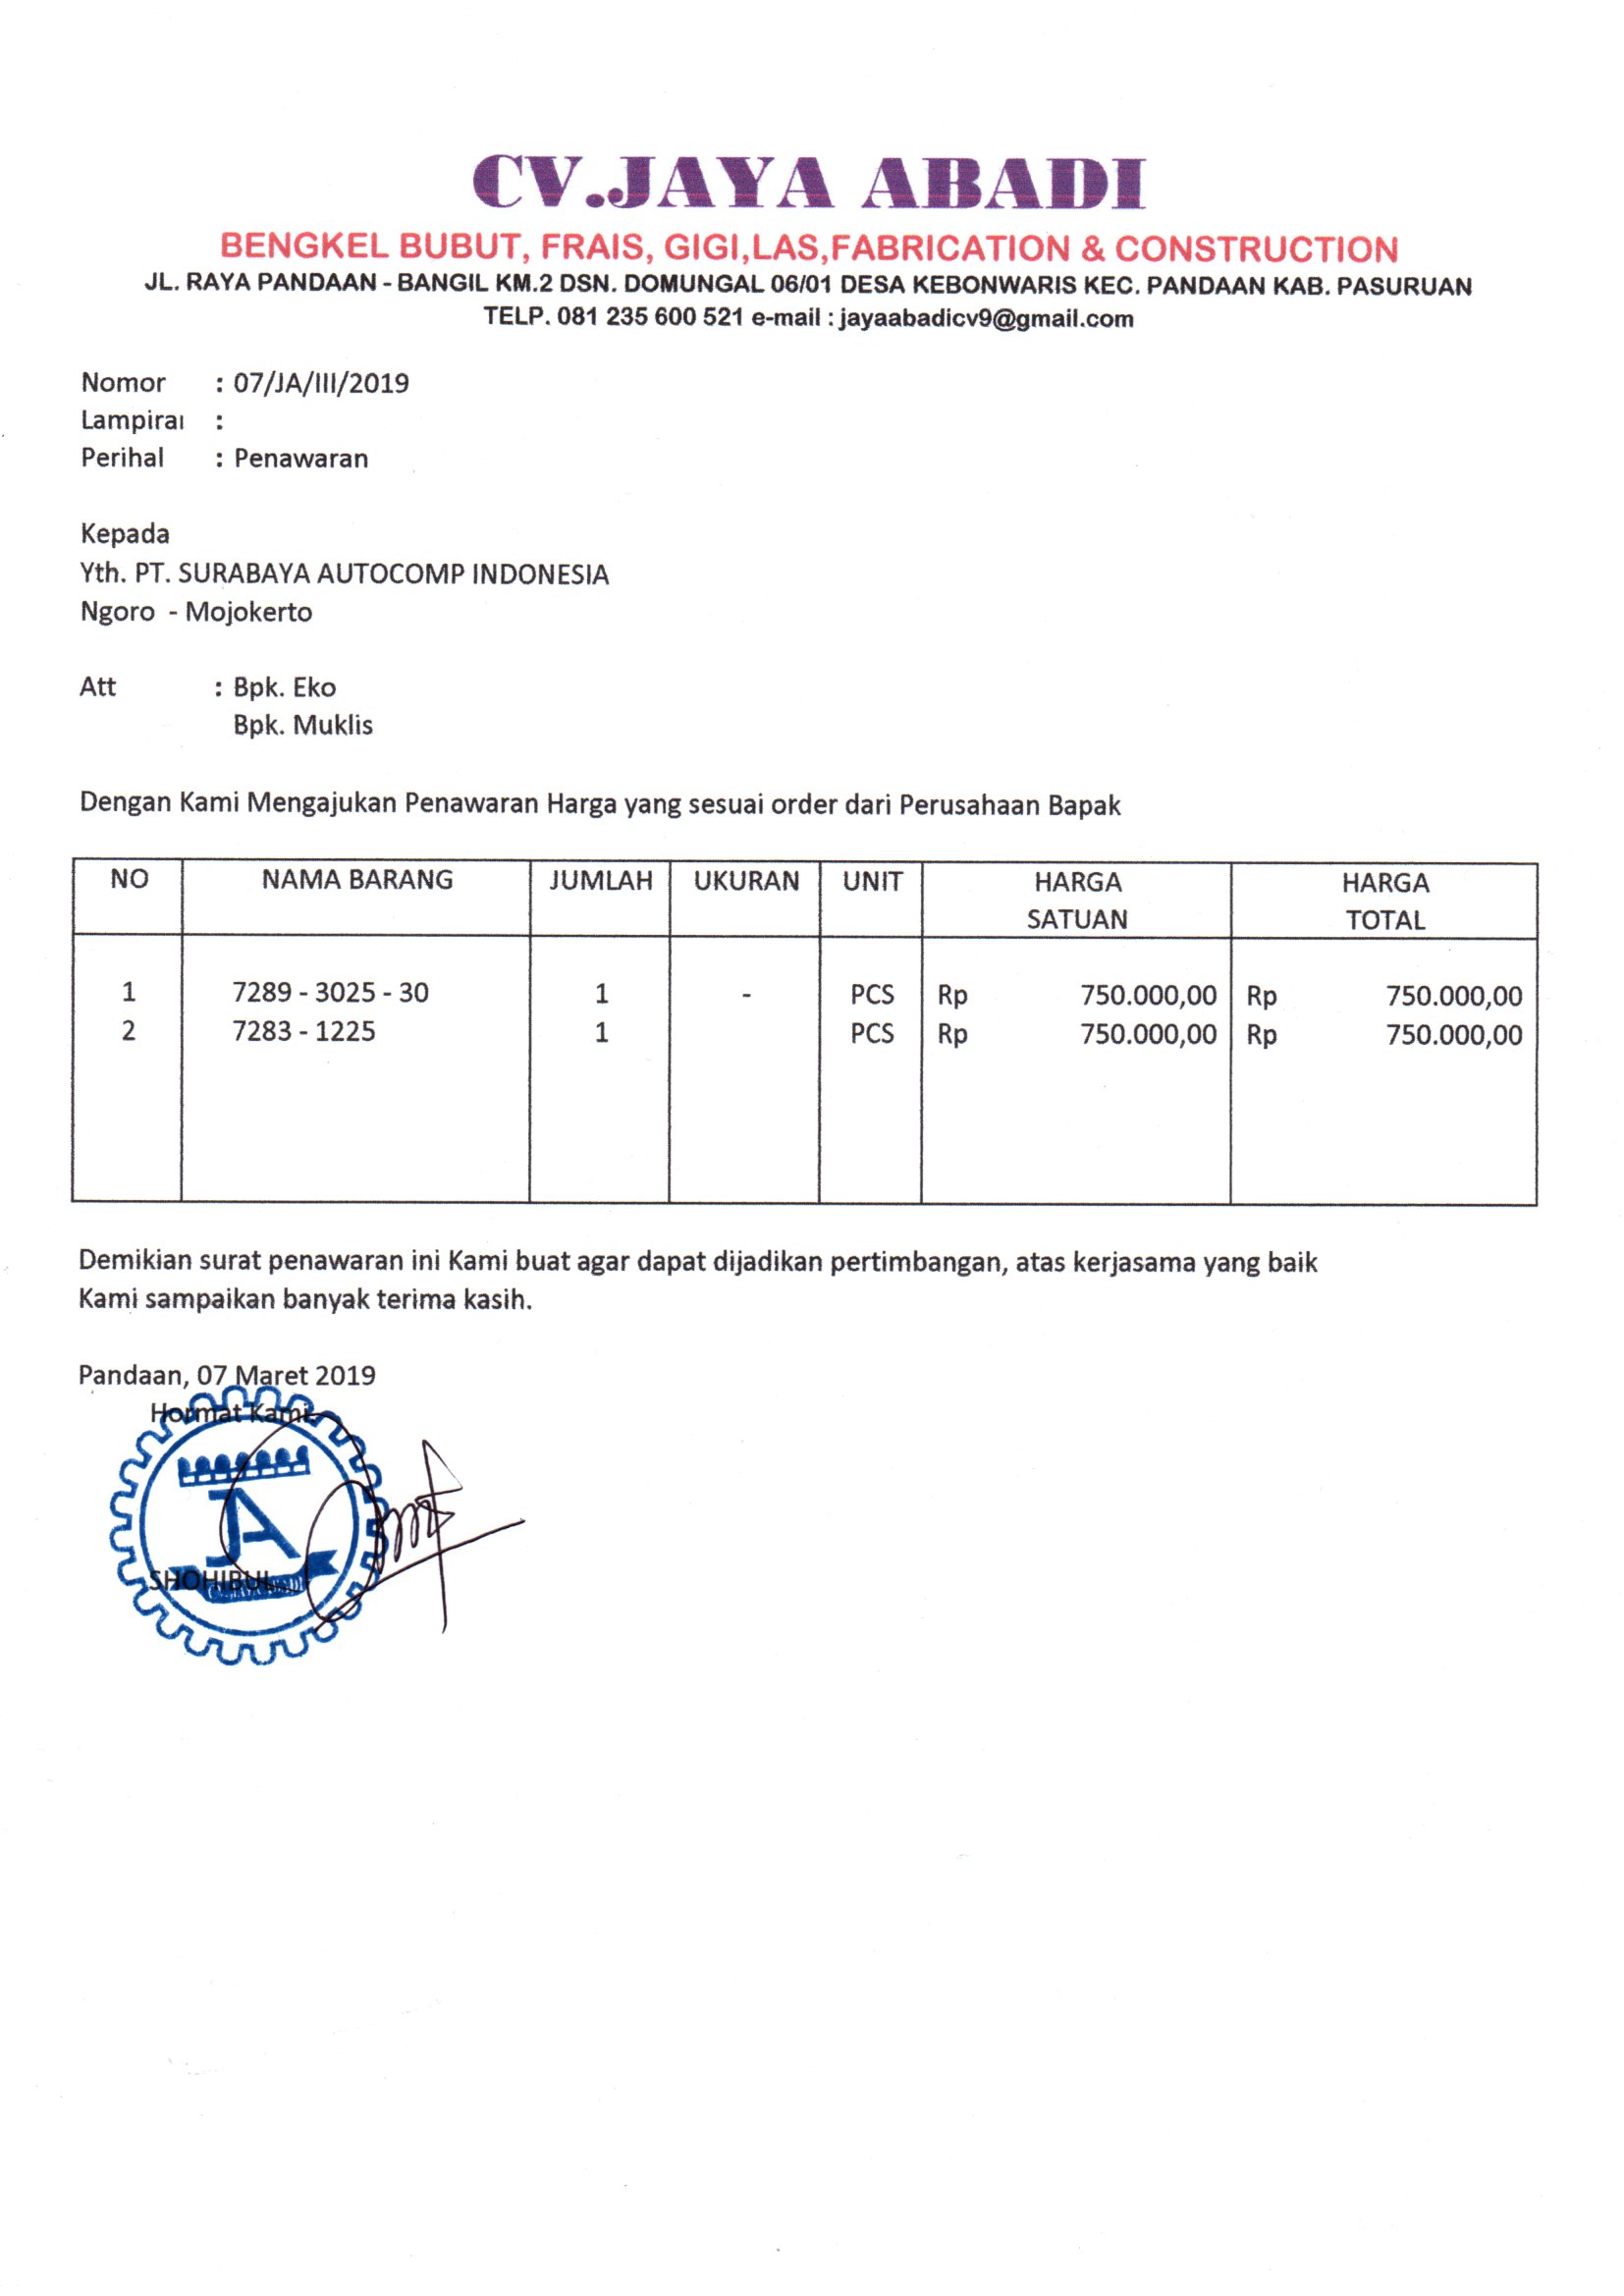 CV.JAYA ABADI
BENGKEL BUBUT, FRAIS, GIGI,LAS,FABRICATION & CONSTRUCTION
JL. RAYA PANDAAN - BANGIL KM.2 DSN. DOMUNGAL 06/01 DESA KEBONWARIS KEC. PANDAAN KAB. PASURUAN
TELP. 081 235 600 521 e-mail : jayaabadicv9@gmail.com
Nomor : 07/JA/III/2019
Lampirai :
Perihal : Penawaran
Kepada
Yth. PT. SURABAYA AUTOCOMP INDONESIA
Ngoro - Mojokerto
Att : Bpk. Eko
Bpk. Muklis
Dengan Kami Mengajukan Penawaran Harga yang sesuai order dari Perusahaan Bapak
NO NAMA BARANG JUMLAH UKURAN UNIT HARGA SATUAN HARGA TOTAL
1 7289 - 3025 - 30 1 - PCS Rp 750.000,00 Rp 750.000,00
2 7283 - 1225 1 PCS Rp 750.000,00 Rp 750.000,00
Demikian surat penawaran ini Kami buat agar dapat dijadikan pertimbangan, atas kerjasama yang baik
Kami sampaikan banyak terima kasih.
Pandaan, 07 Maret 2019
Hormat Kami
JA
SHOHIBUL